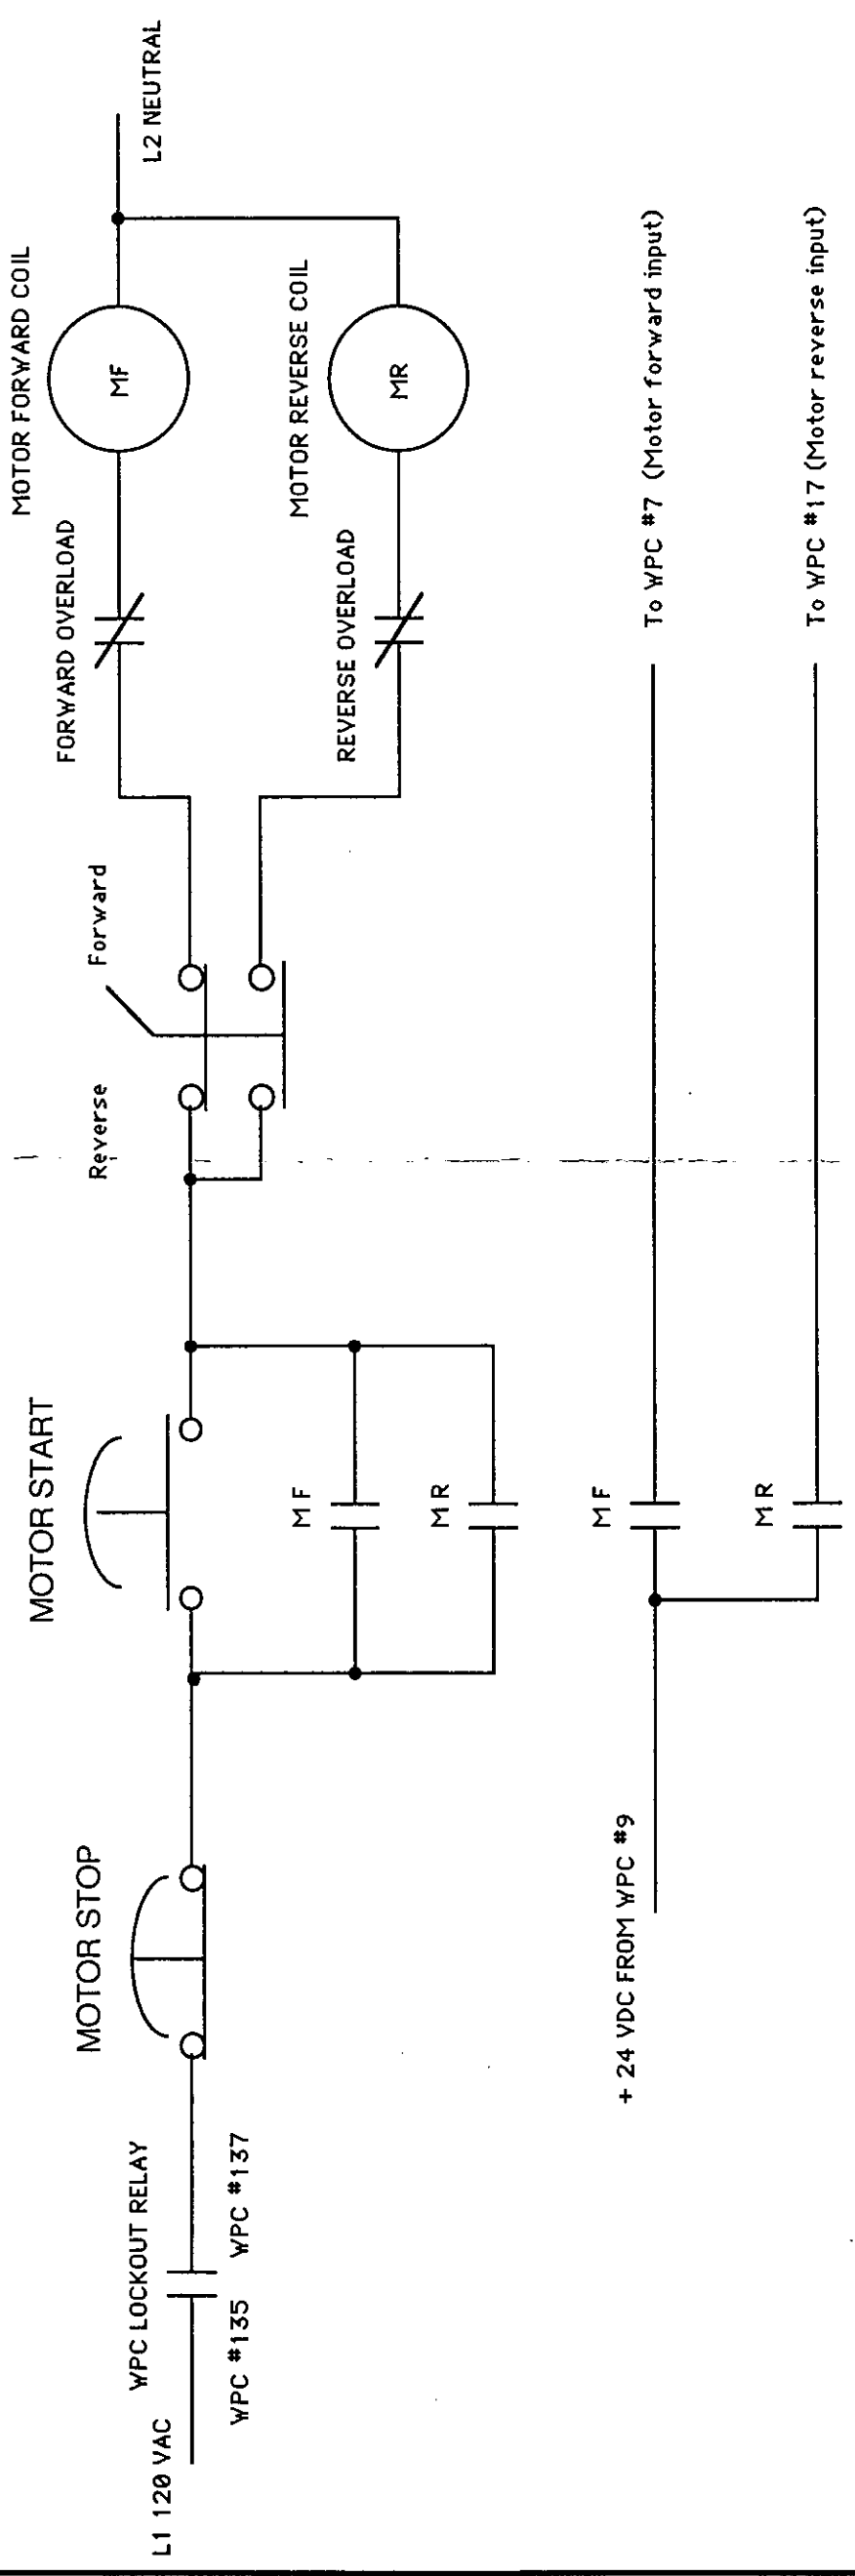 L1 120 VAC
WPC LOCKOUT RELAY
WPC #135
WPC #137
MOTOR STOP
MOTOR START
MF
MR
Reverse
Forward
FORWARD OVERLOAD
REVERSE OVERLOAD
MOTOR FORWARD COIL
MF
MOTOR REVERSE COIL
MR
L2 NEUTRAL
+ 24 VDC FROM WPC #9
MF
To WPC #7 (Motor forward input)
MR
To WPC #17 (Motor reverse input)